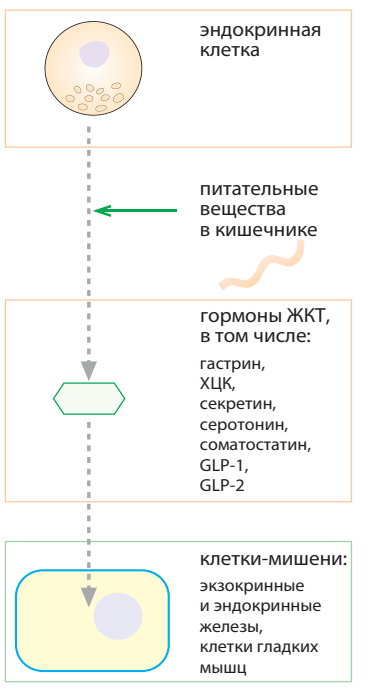 эндокринная
клетка
питательные
вещества
в кишечнике
гормоны ЖКТ,
в том числе:
гастрин,
ХЦК,
секретин,
серотонин,
соматостатин,
GLP-1,
GLP-2
клетки-мишени:
экзокринные
и эндокринные
железы,
клетки гладких
мышц